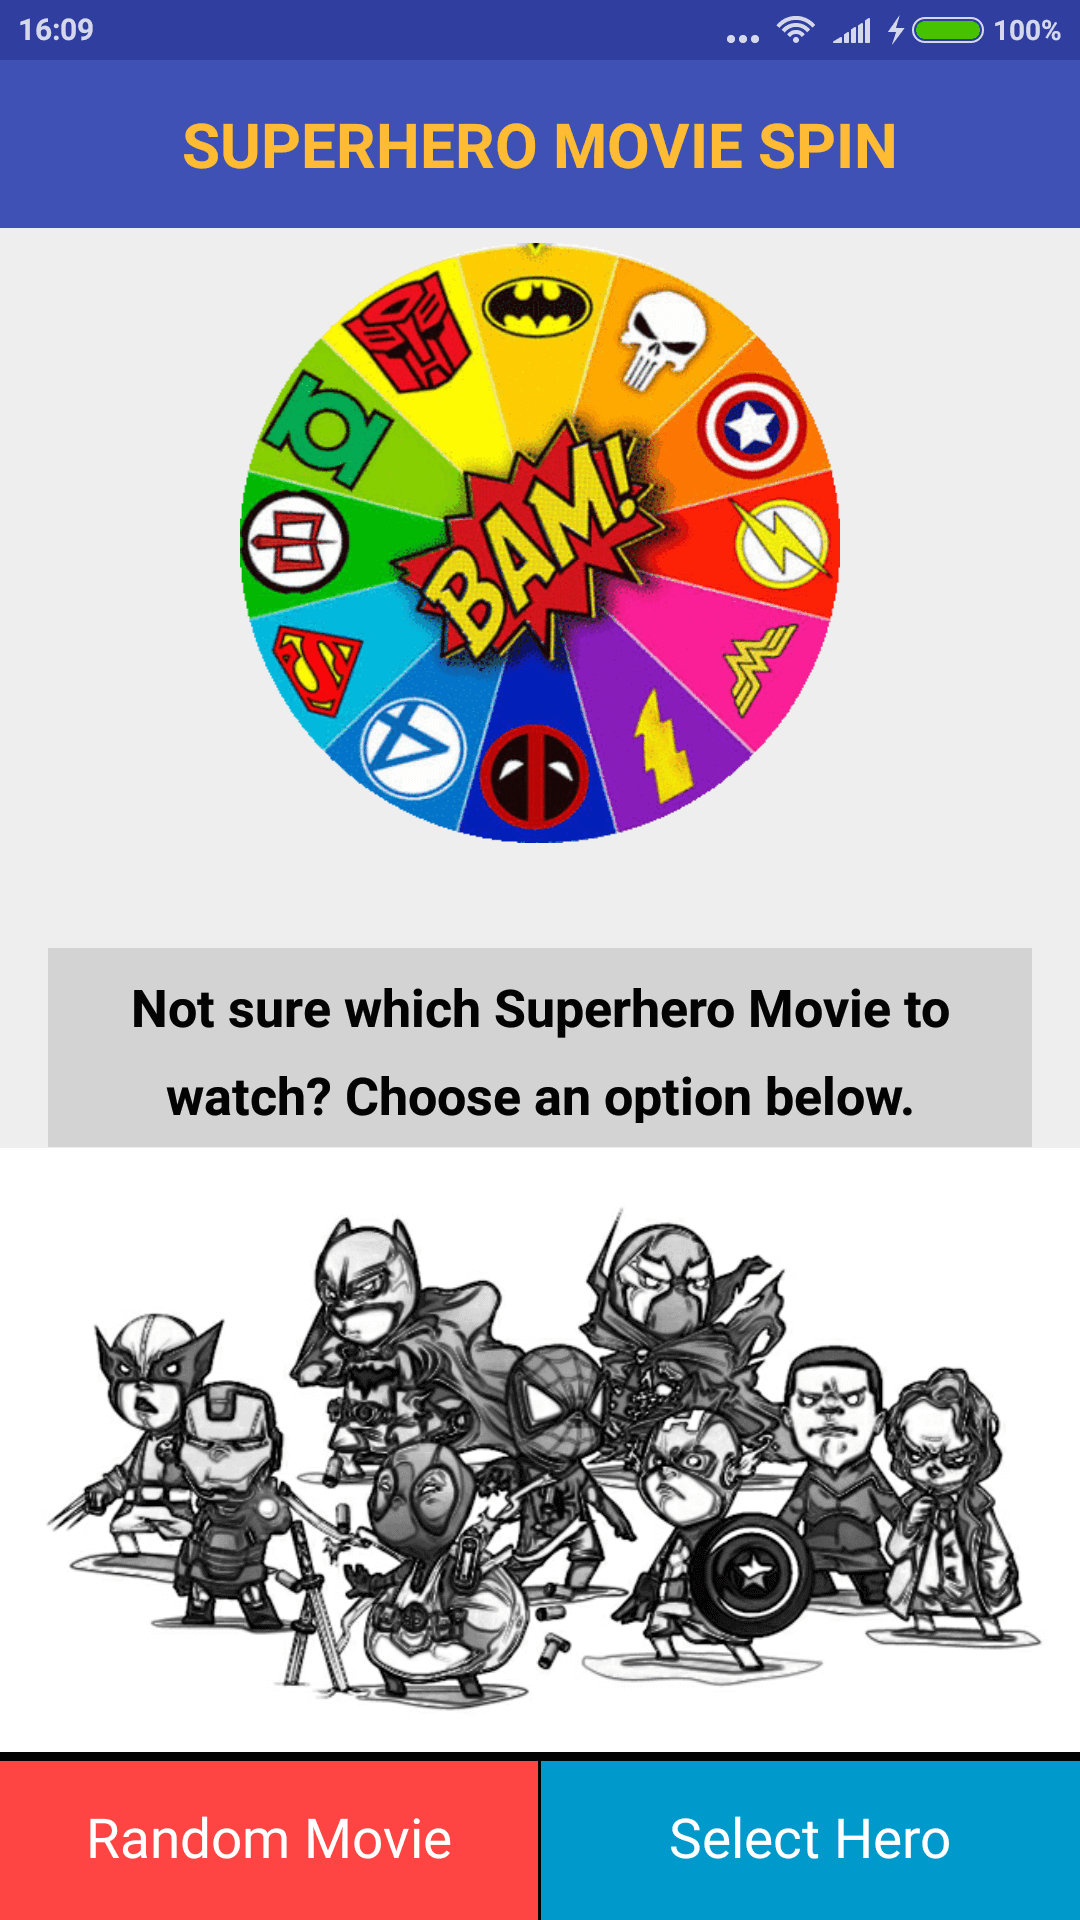 16:09
100%
SUPERHERO MOVIE SPIN
BAM!
Not sure which Superhero Movie to
watch? Choose an option below.
Random Movie
Select Hero